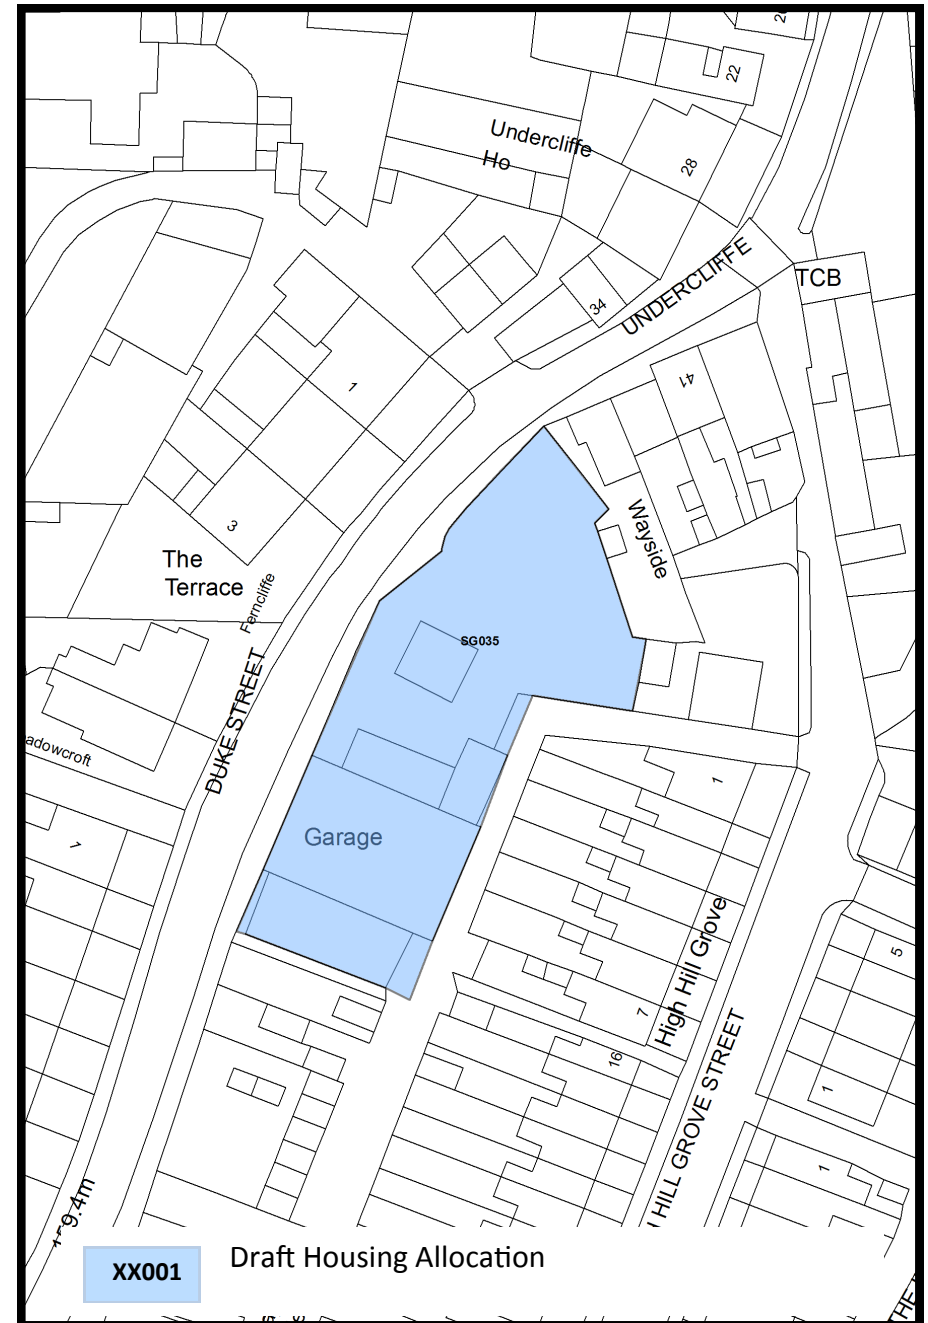 22
Undercliffe
Ho
28
UNDERCLIFFE
TCB
34
1
41
3
Wayside
The
Terrace
Ferncliffe
SG035
DUKE STREET
adowcroft
1
1
Garage
High Hill Grove
5
7
16
HILL GROVE STREET
1
1
9.4m
XX001
Draft Housing Allocation
THE